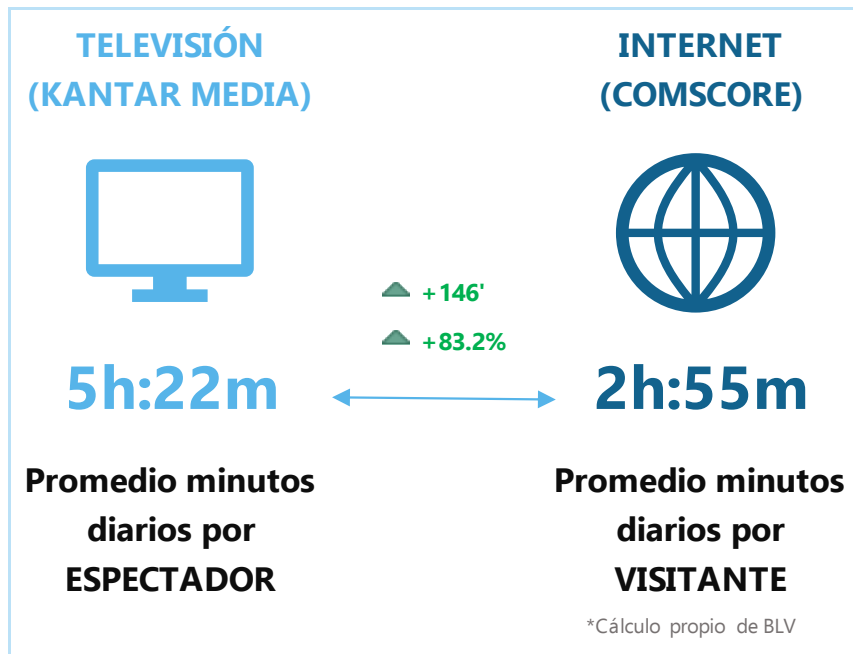 TELEVISIÓN
(KANTAR MEDIA)
INTERNET
(COMSCORE)
+146'
+83.2%
5h:22m
2h:55m
Promedio minutos
diarios por
ESPECTADOR
Promedio minutos
diarios por
VISITANTE
*Cálculo propio de BLV